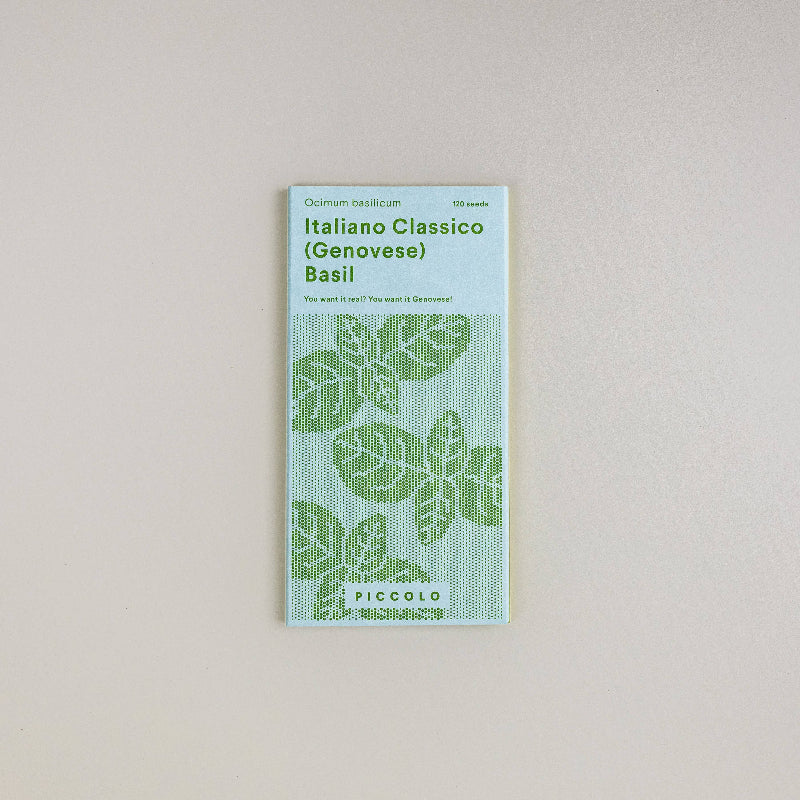 Ocimum basilicum 120 seeds
Italiano Classico
(Genovese)
Basil
You want it real? You want it Genovese!
PICCOLO